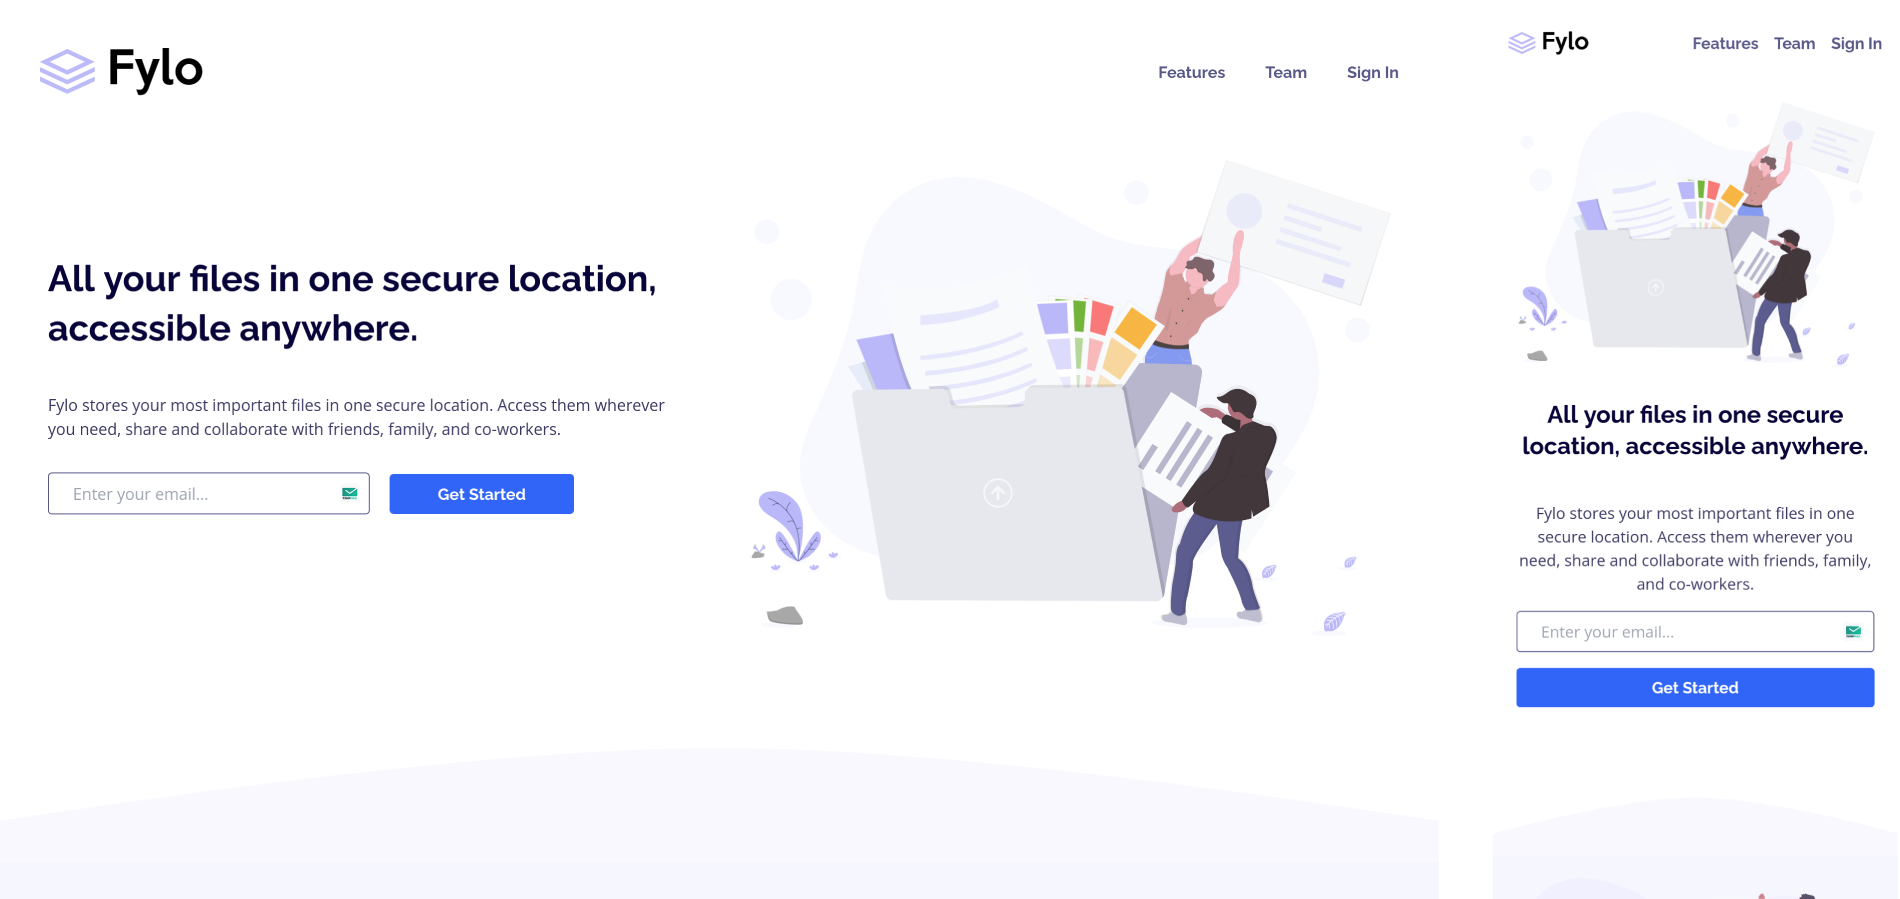 Fylo
Features Team Sign In
All your files in one secure location,
accessible anywhere.
Fylo stores your most important files in one secure location. Access them wherever
you need, share and collaborate with friends, family, and co-workers.
Enter your email...
Get Started
Fylo
Features Team Sign In
All your files in one secure
location, accessible anywhere.
Fylo stores your most important files in one
secure location. Access them wherever you
need, share and collaborate with friends, family,
and co-workers.
Enter your email...
Get Started